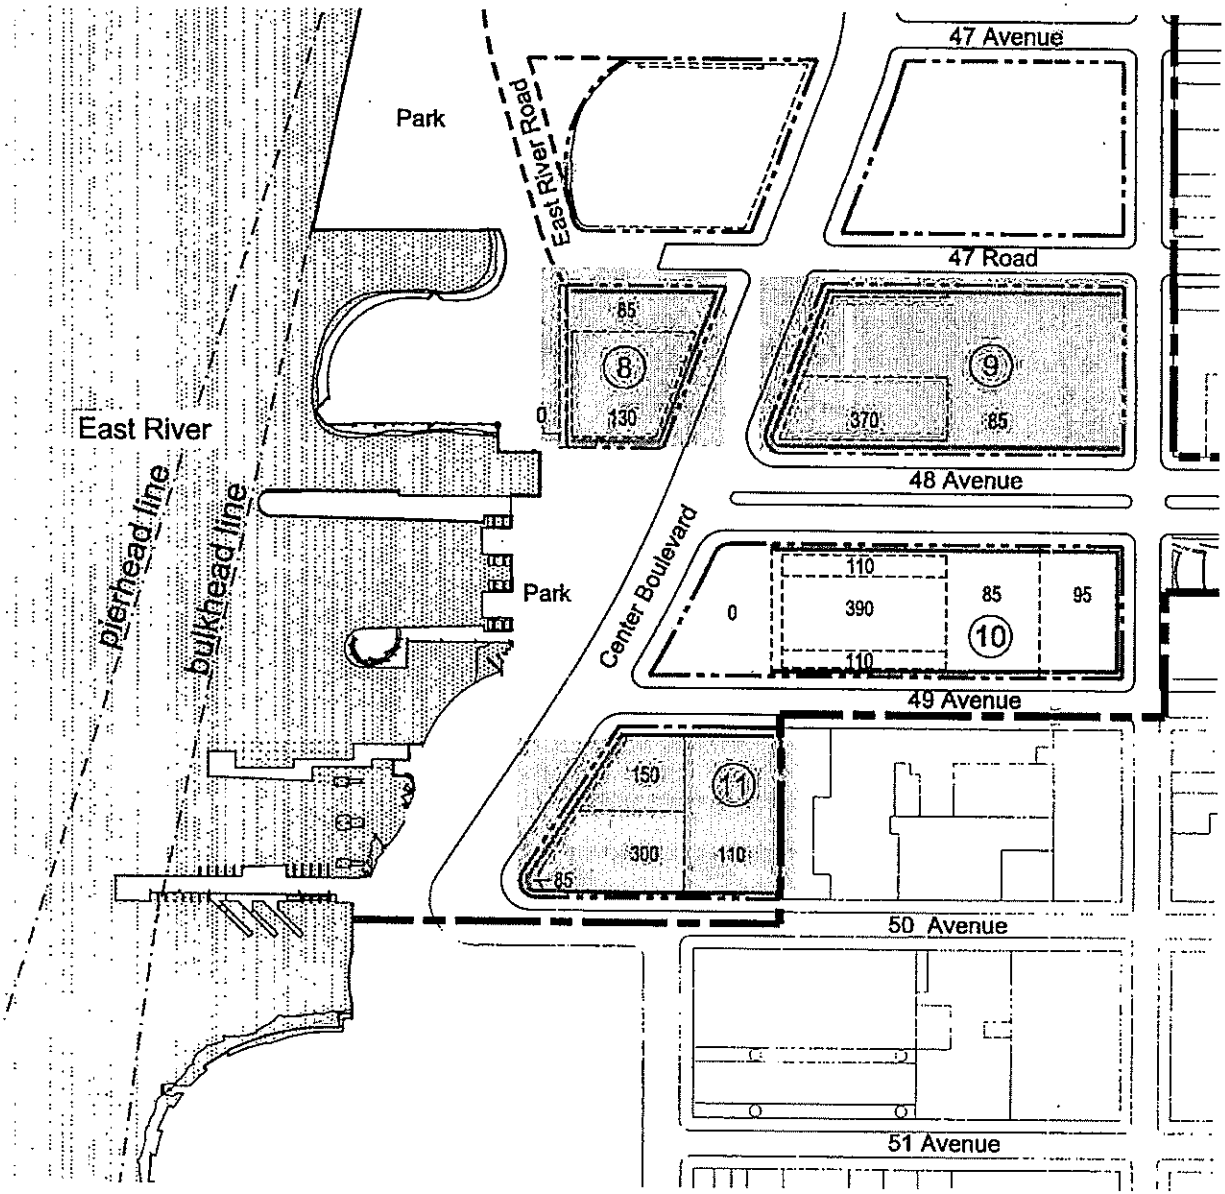 47 Avenue
Park
East River Road
47 Road
85
8
9
0
130
370
85
East River
48 Avenue
pierhead line
bulkhead line
Center Boulevard
Park
110
0
390
85
95
10
110
49 Avenue
150
11
300
110
85
50 Avenue
51 Avenue